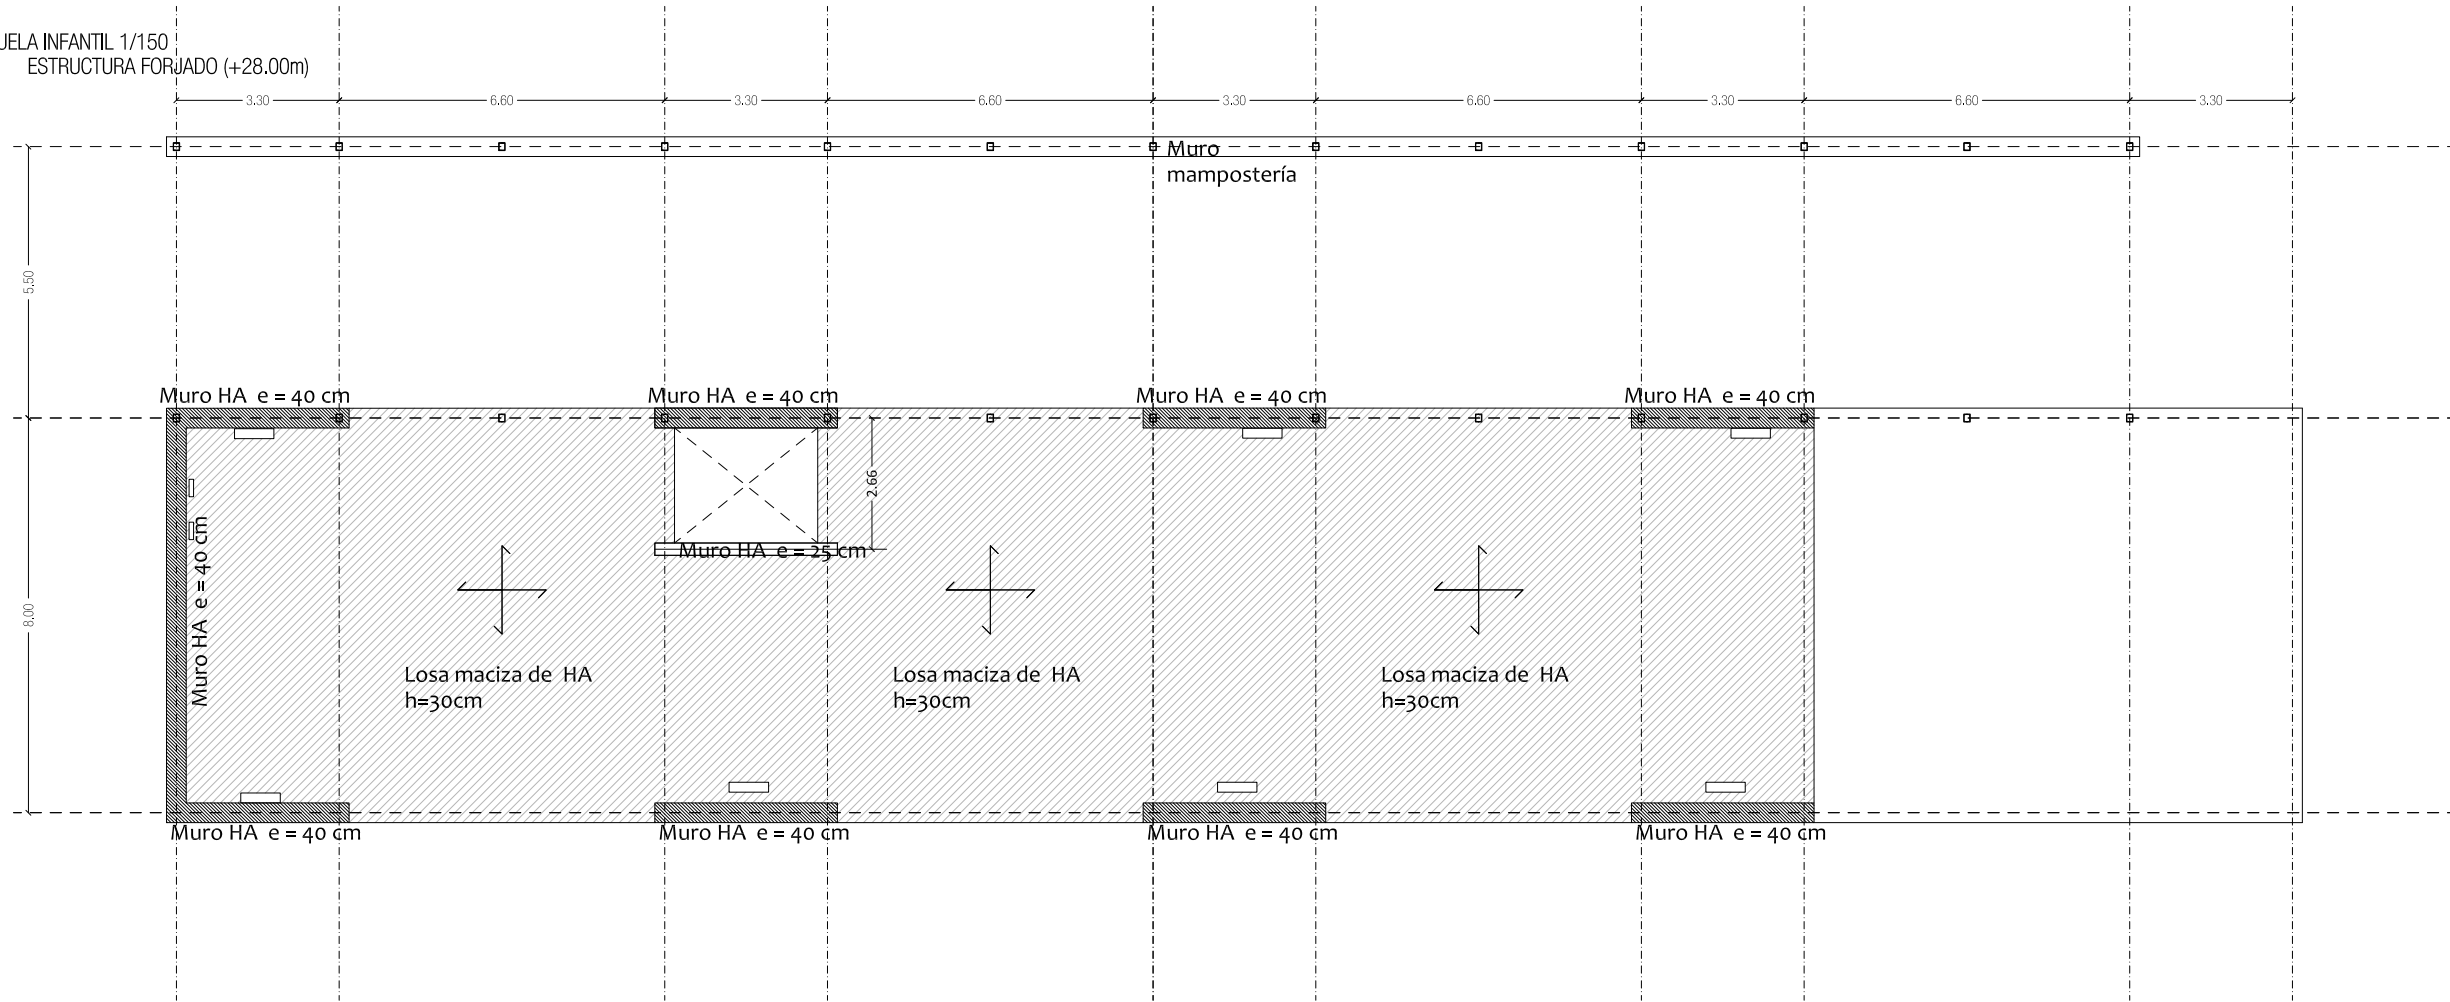 UELA INFANTIL 1/150
ESTRUCTURA FORJADO (+28.00m)
3.30 6.60 3.30 6.60 3.30 6.60 3.30 6.60 3.30
Muro
mampostería
5.50
Muro HA e = 40 cm Muro HA e = 40 cm Muro HA e = 40 cm Muro HA e = 40 cm
2.66
Muro HA e = 25 cm
Muro HA e = 40 cm
8.00
Losa maciza de HA
h=30cm
Losa maciza de HA
h=30cm
Losa maciza de HA
h=30cm
Muro HA e = 40 cm Muro HA e = 40 cm Muro HA e = 40 cm Muro HA e = 40 cm